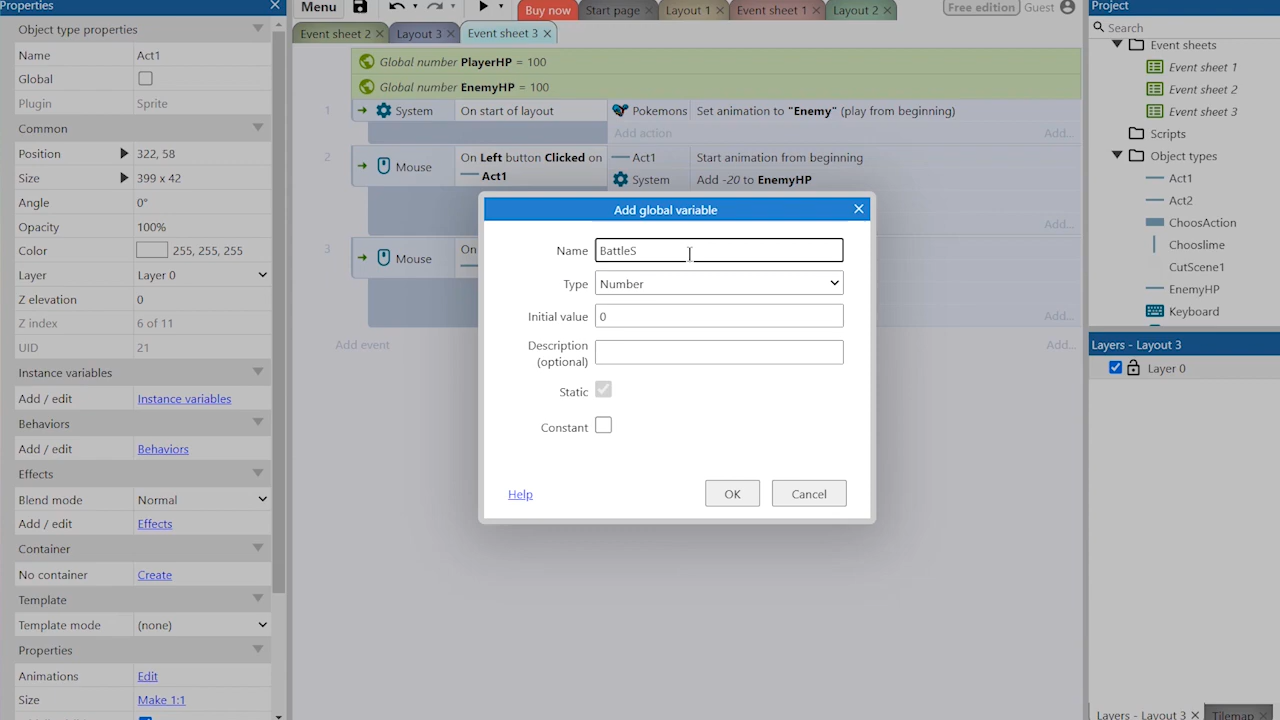 Properties
Menu
Buy now
Start page
Layout 1
Event sheet 1
Layout 2
Free edition
Guest
Project
Event sheet 2
Layout 3
Event sheet 3
Object type properties
Name Act1
Global
Plugin Sprite
Common
Position 322, 58
Size 399 x 42
Angle 0°
Opacity 100%
Color 255, 255, 255
Layer Layer 0
Z elevation 0
Z index 6 of 11
UID 21
Instance variables
Add / edit Instance variables
Behaviors
Add / edit Behaviors
Effects
Blend mode Normal
Add / edit Effects
Container
No container Create
Template
Template mode (none)
Properties
Animations Edit
Size Make 1:1
Global number PlayerHP = 100
Global number EnemyHP = 100
1 System On start of layout Pokemons Set animation to "Enemy" (play from beginning)
Add action Add...
2 Mouse On Left button Clicked on Act1 Act1 Start animation from beginning
System Add -20 to EnemyHP
Add...
3 Mouse On
Add...
Add event Add...
Add global variable
Name BattleS
Type Number
Initial value 0
Description (optional)
Static
Constant
Help OK Cancel
Search
Event sheets
Event sheet 1
Event sheet 2
Event sheet 3
Scripts
Object types
Act1
Act2
ChoosAction
Chooslime
CutScene1
EnemyHP
Keyboard
Layers - Layout 3
Layer 0
Layers - Layout 3
Tilemap